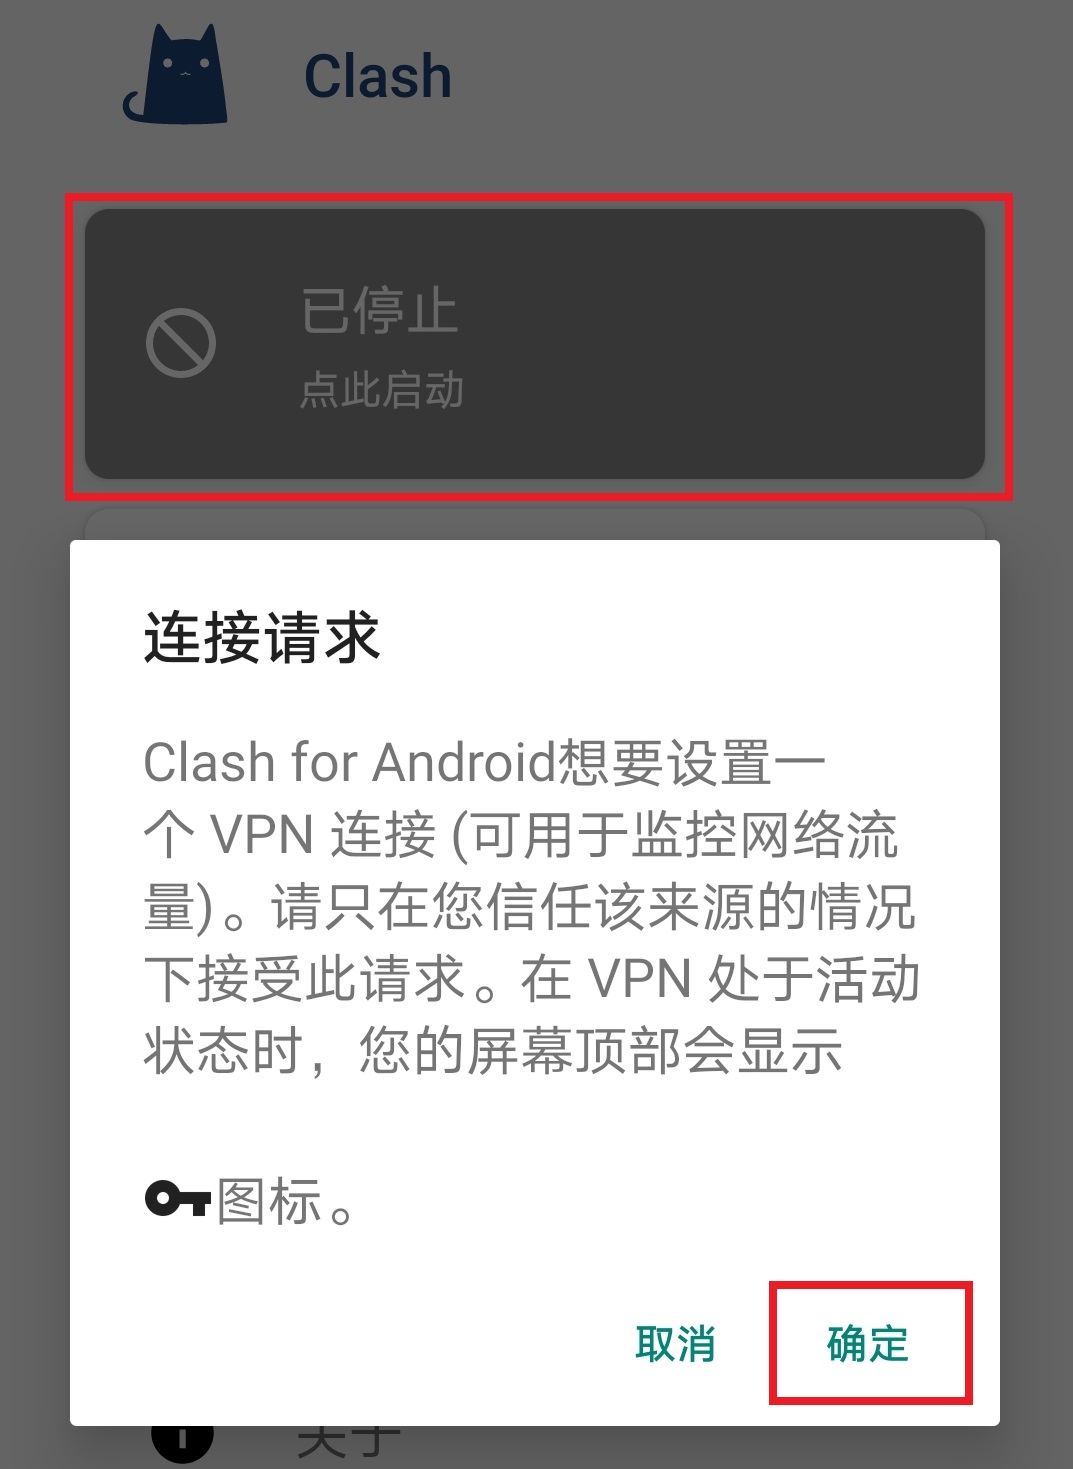 Clash
已停止
点此启动
连接请求
Clash for Android想要设置一
个 VPN 连接 (可用于监控网络流
量)。请只在您信任该来源的情况
下接受此请求。在 VPN 处于活动
状态时，您的屏幕顶部会显示
图标。
取消
确定
关于